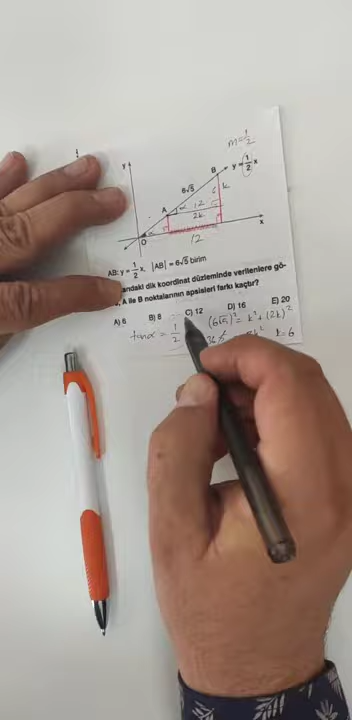 m=1/2
y
B
y = 1/2 x
6√5
6
k
A
α
12
2k
O
α
x
12
AB: y = 1/2 x, |AB| = 6√5 birim
andaki dik koordinat düzleminde verilenlere gö-
A ile B noktalarının apsisleri farkı kaçtır?
A) 6 B) 8 C) 12 D) 16 E) 20
tanα = 1/2 (6√5)² = k² + (2k)²
k=6